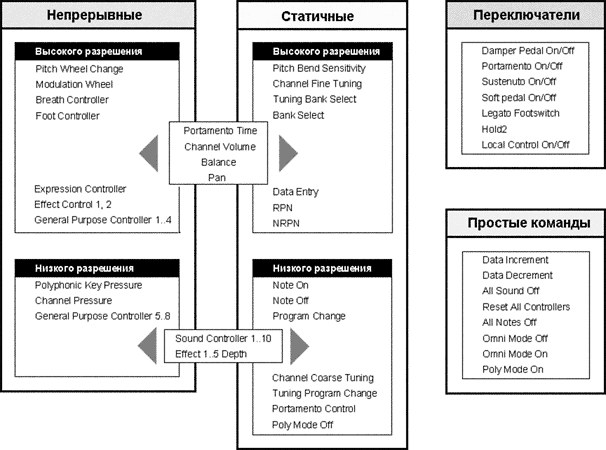 Непрерывные
Высокого разрешения
Pitch Wheel Change
Modulation Wheel
Breath Controller
Foot Controller
Expression Controller
Effect Control 1, 2
General Purpose Controller 1..4
Низкого разрешения
Polyphonic Key Pressure
Channel Pressure
General Purpose Controller 5..8
Portamento Time
Channel Volume
Balance
Pan
Sound Controller 1..10
Effect 1..5 Depth
Статичные
Высокого разрешения
Pitch Bend Sensitivity
Channel Fine Tuning
Tuning Bank Select
Bank Select
Data Entry
RPN
NRPN
Низкого разрешения
Note On
Note Off
Program Change
Channel Coarse Tuning
Tuning Program Change
Portamento Control
Poly Mode Off
Переключатели
Damper Pedal On/Off
Portamento On/Off
Sustenuto On/Off
Soft pedal On/Off
Legato Footswitch
Hold2
Local Control On/Off
Простые команды
Data Increment
Data Decrement
All Sound Off
Reset All Controllers
All Notes Off
Omni Mode Off
Omni Mode On
Poly Mode On